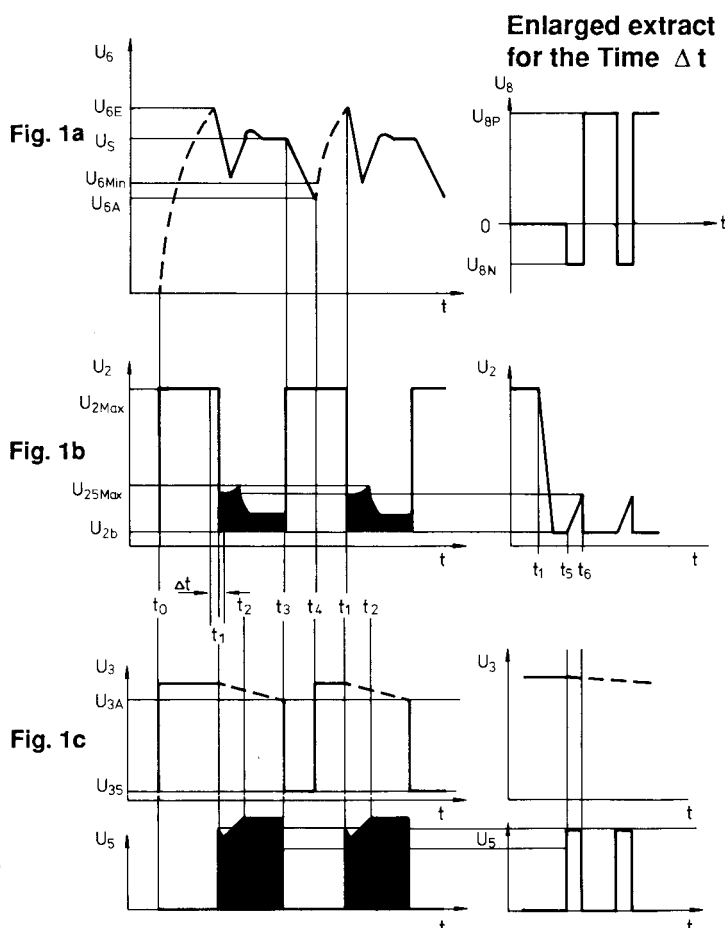 Enlarged extract
for the Time Δ t
Fig. 1a
U6
U6E
US
U6Min
U6A
t
U8
U8P
0
U8N
t
Fig. 1b
U2
U2Max
U25Max
U2b
t
Δt
t0
t1
t2
t3
t4
t1
t2
U2
t1
t5
t6
t
Fig. 1c
U3
U3A
U3S
t
U5
t
U3
t
U5
t